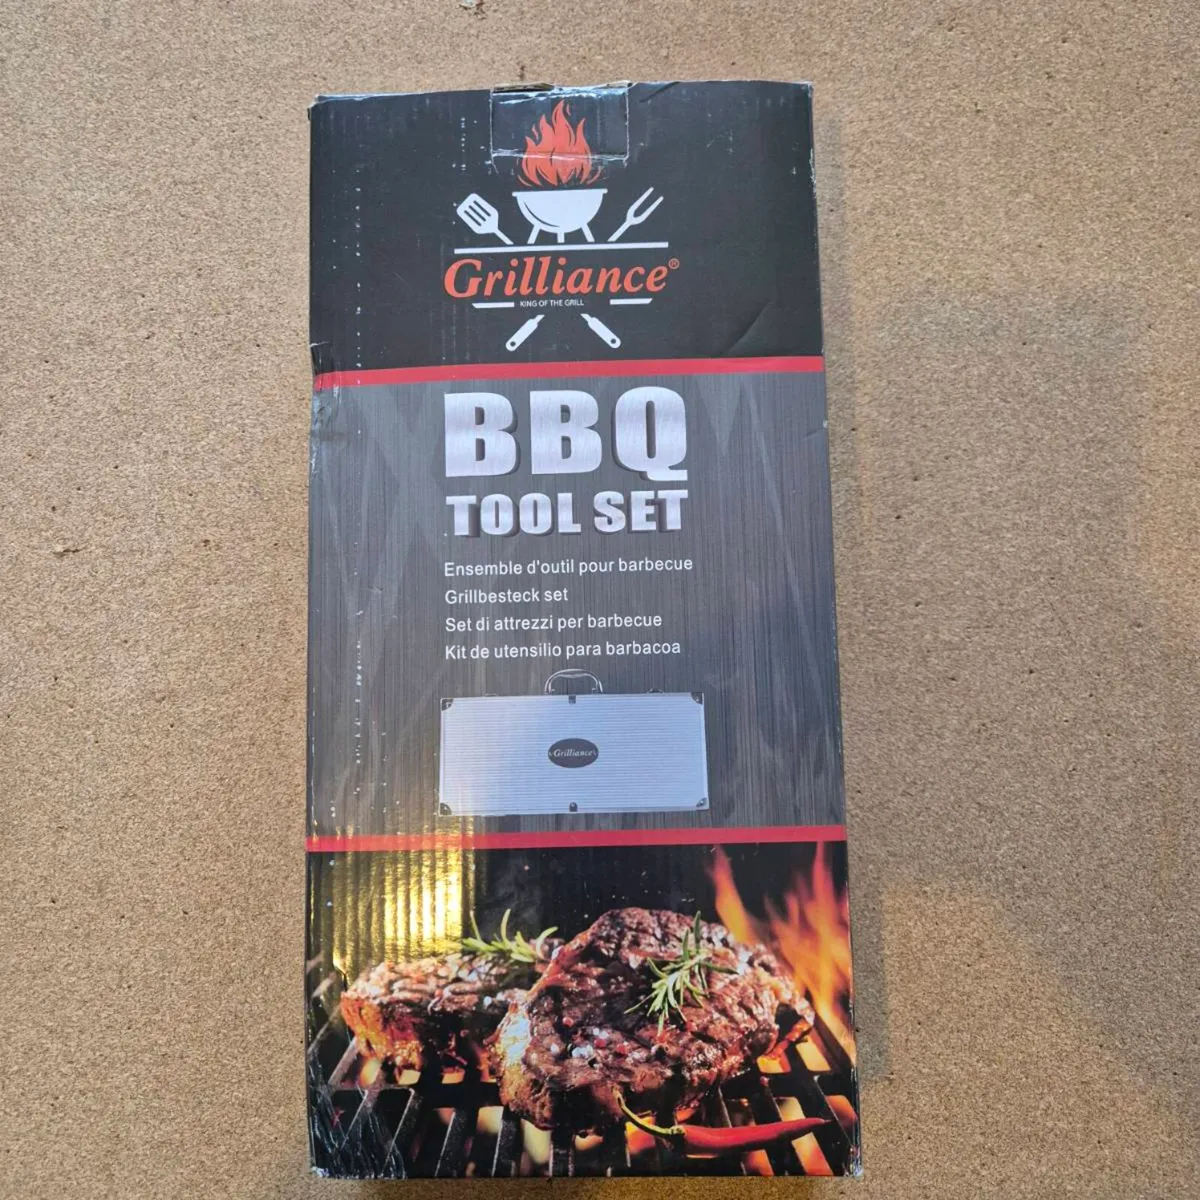 Grilliance®
KING OF THE GRILL
BBQ
TOOL SET
Ensemble d'outil pour barbecue
Grillbesteck set
Set di attrezzi per barbecue
Kit de utensilio para barbacoa
Grilliance